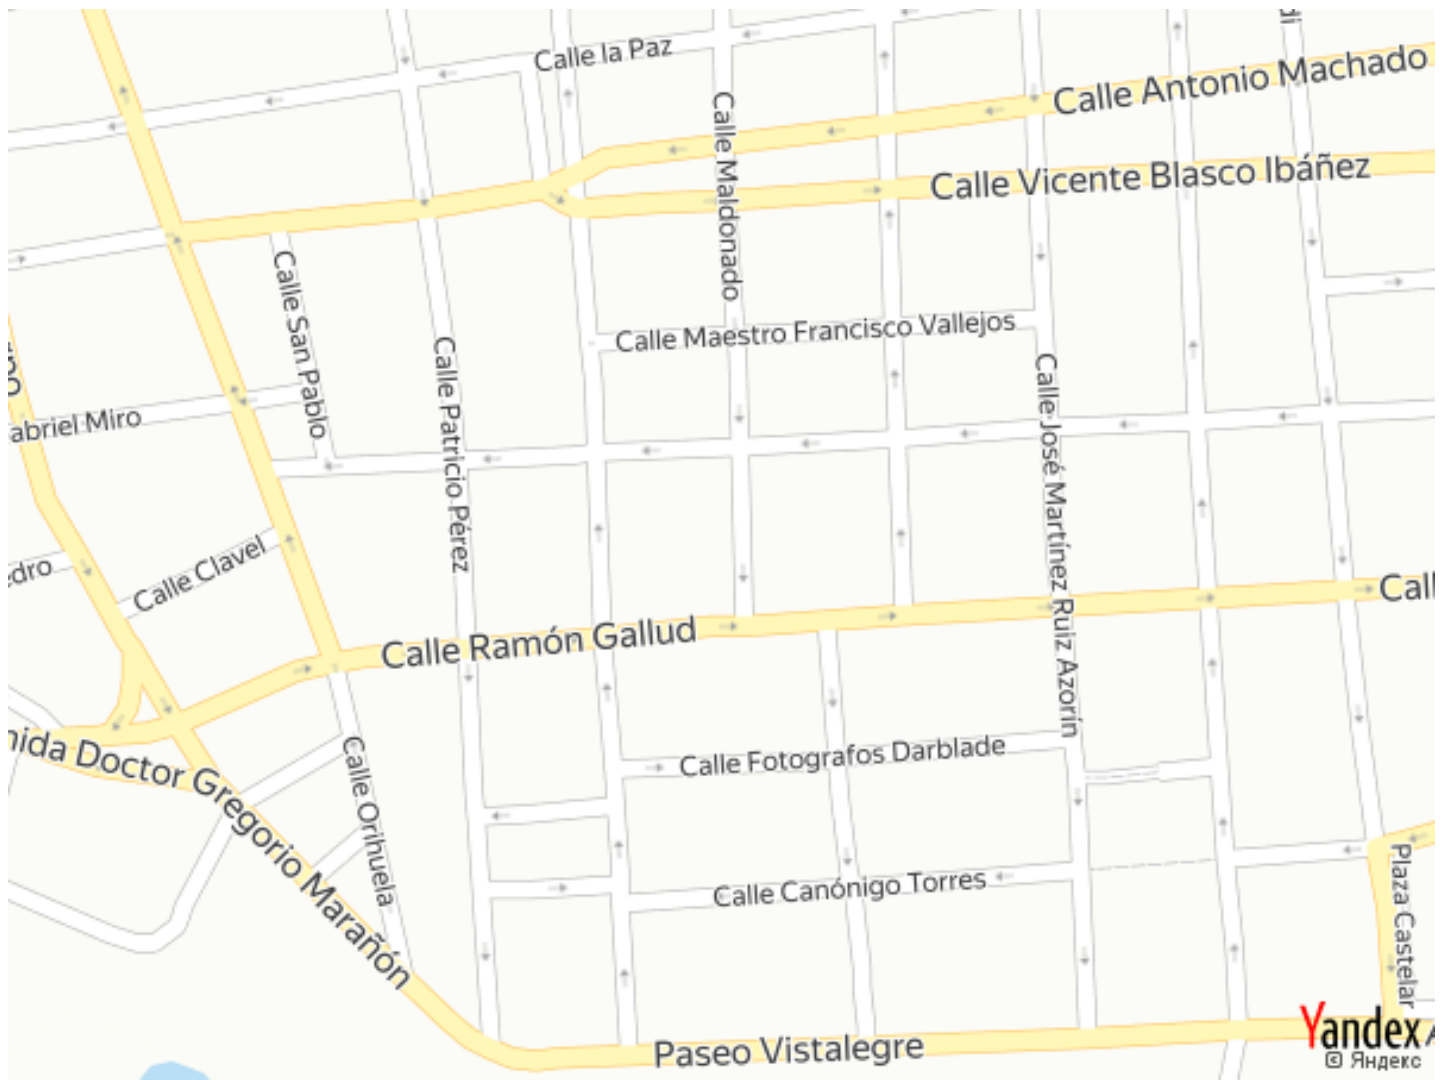 Calle la Paz
Calle Antonio Machado
Calle Maldonado
Calle Vicente Blasco Ibáñez
Calle San Pablo
Calle Maestro Francisco Vallejos
Calle Patricio Pérez
Calle José Martínez Ruiz Azorín
abriel Miro
Calle Clavel
edro
Calle Ramón Gallud
Call
nida Doctor Gregorio Marañón
Calle Orihuela
Calle Fotografos Darblade
Calle Canónigo Torres
Plaza Castelar
Paseo Vistalegre
Yandex
© Яндекс